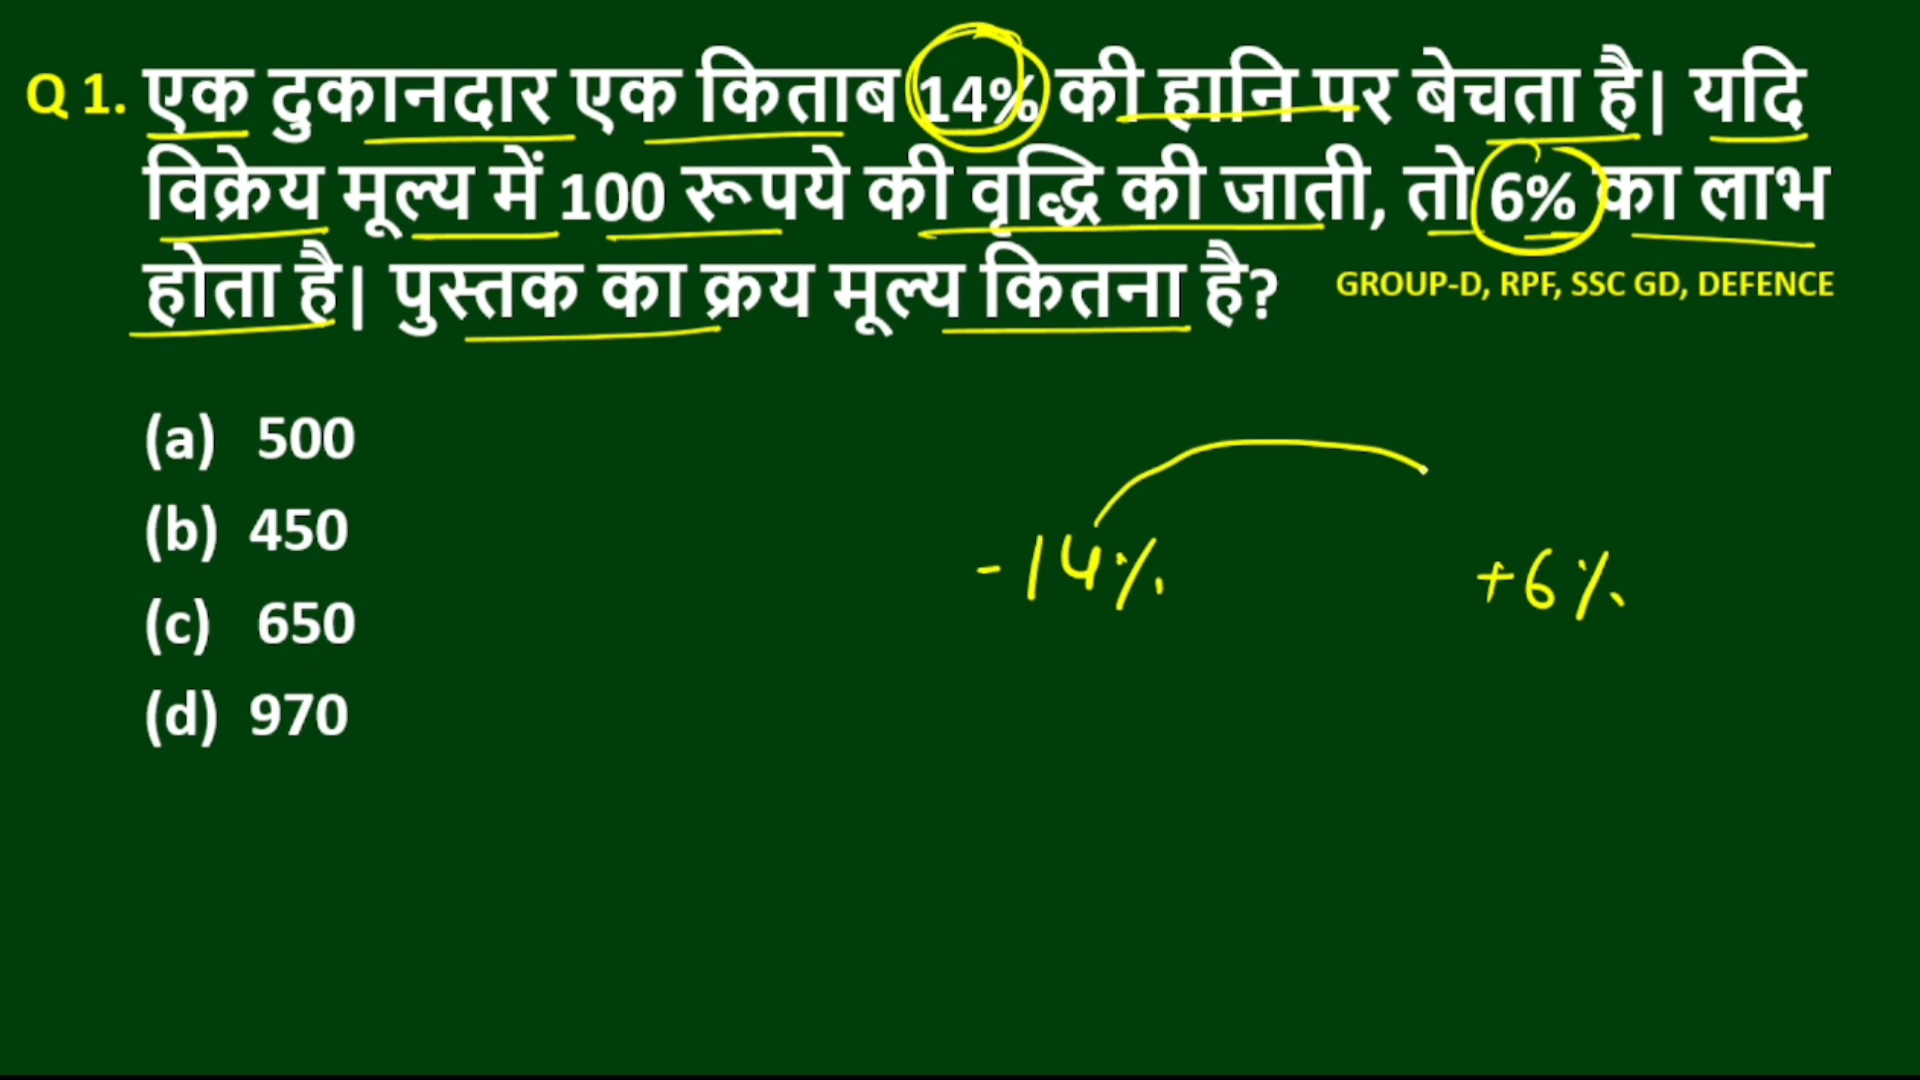 Q 1. एक दुकानदार एक किताब 14% की हानि पर बेचता है| यदि
विक्रेय मूल्य में 100 रूपये की वृद्धि की जाती, तो 6% का लाभ
होता है| पुस्तक का क्रय मूल्य कितना है?
GROUP-D, RPF, SSC GD, DEFENCE
(a) 500
(b) 450
(c) 650
(d) 970
-14% +6%